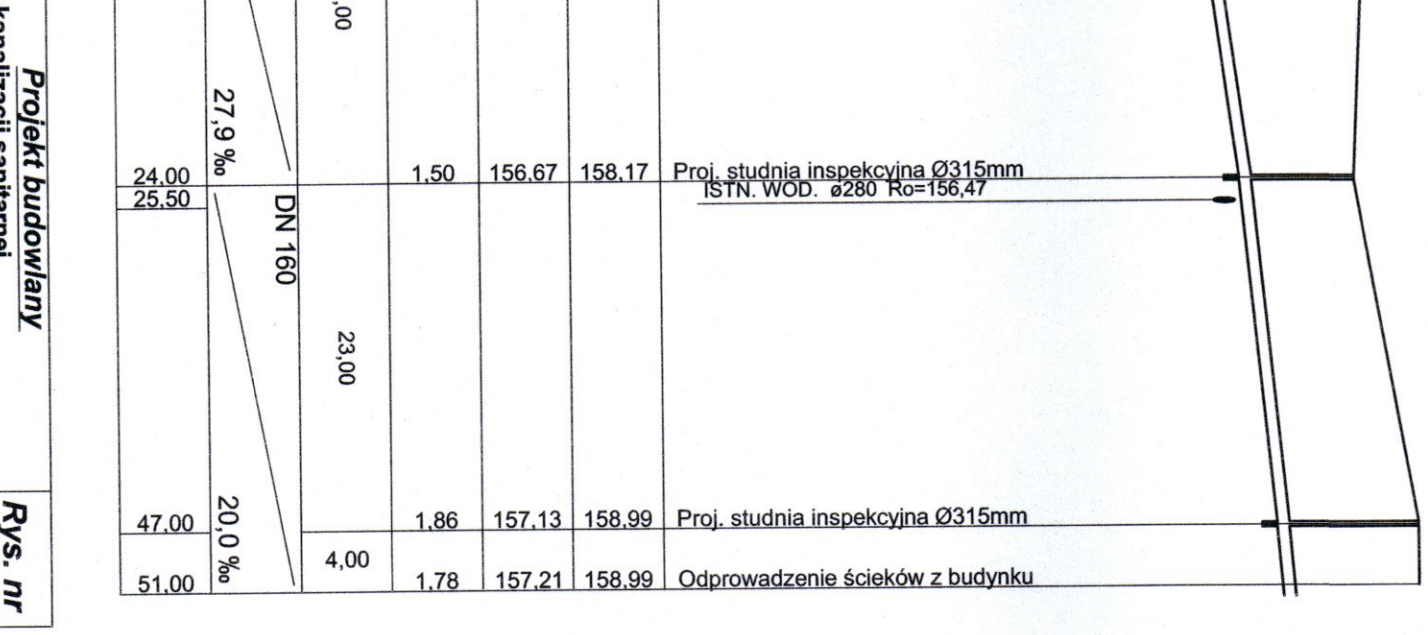 ,00
27,9 ‰
24,00 1,50 156,67 158,17 Proj. studnia inspekcyjna Ø315mm
25,50 ISTN. WOD. ø280 Ro=156,47
DN 160
23,00
20,0 ‰
47,00 1,86 157,13 158,99 Proj. studnia inspekcyjna Ø315mm
4,00
51,00 1,78 157,21 158,99 Odprowadzenie ścieków z budynku
Projekt budowlany
kanalizacji sanitarnej
Rys. nr